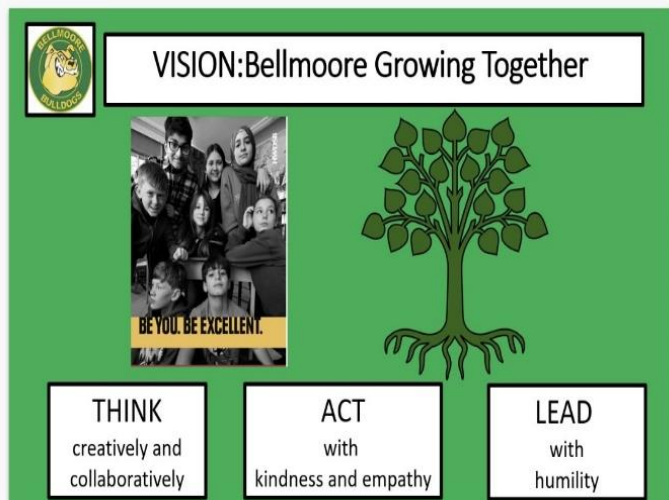 BELLMOORE
BULLDOGS
VISION:Bellmoore Growing Together
HWDSB
BE YOU. BE EXCELLENT.
THINK
creatively and
collaboratively
ACT
with
kindness and empathy
LEAD
with
humility